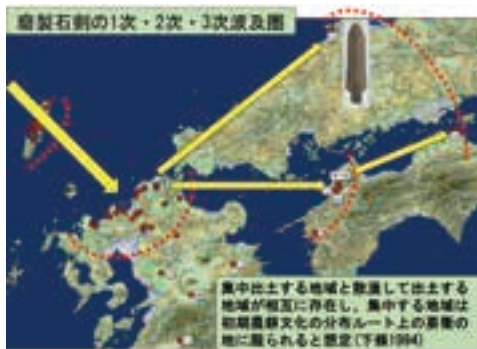 磨製石剣の1次・2次・3次波及圏
集中出土する地域と散漫して出土する
地域が相互に存在し、集中する地域は
初期農耕文化の分布ルート上の要衝の
地に限られると想定(下條1994)